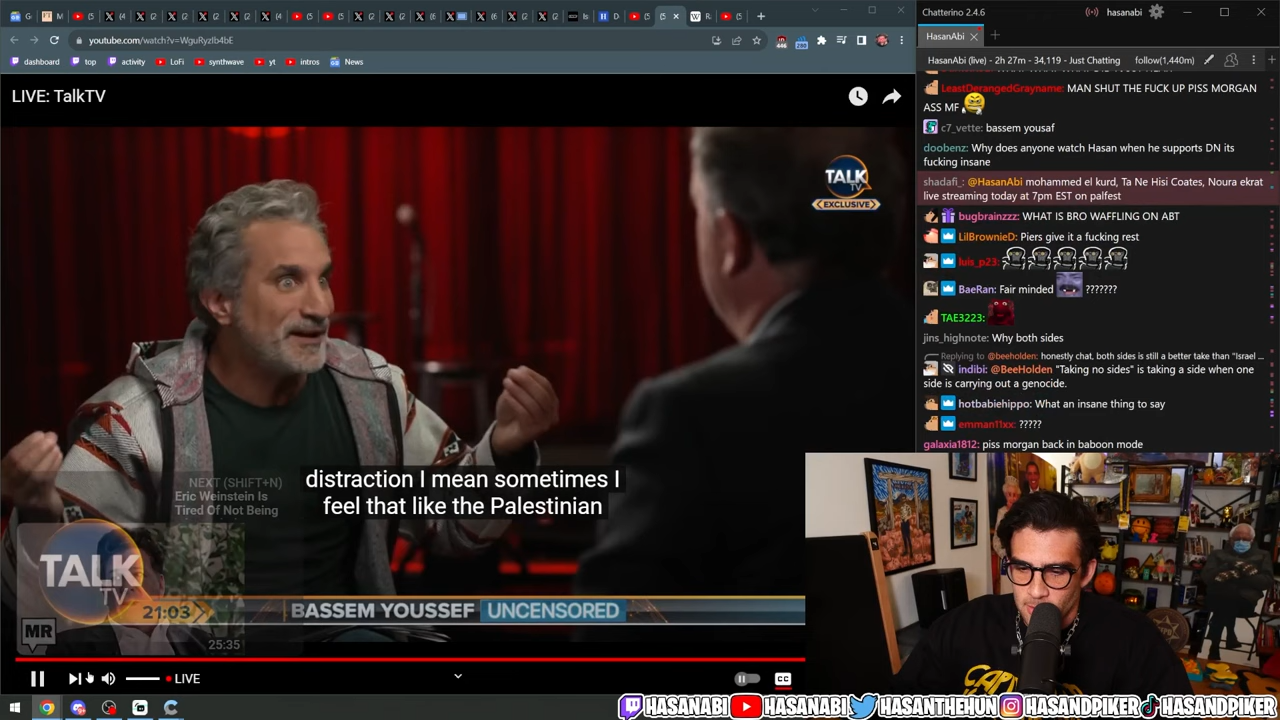 youtube.com/watch?v=WguRyzIb4bE
dashboard
top
activity
LoFi
synthwave
yt
intros
News
LIVE: TalkTV
TALK
TV
EXCLUSIVE
distraction I mean sometimes I
feel that like the Palestinian
NEXT (SHIFT+N)
Eric Weinstein Is
Tired Of Not Being
TALK
TV
21:03
BASSEM YOUSSEF UNCENSORED
MR
25:35
LIVE
CC
Chatterino 2.4.6
hasanabi
HasanAbi
HasanAbi (live) - 2h 27m - 34,119 - Just Chatting
follow(1,440m)
LeastDerangedGrayname: MAN SHUT THE FUCK UP PISS MORGAN
ASS MF
c7_vette: bassem yousaf
doobenz: Why does anyone watch Hasan when he supports DN its
fucking insane
shadafi_: @HasanAbi mohammed el kurd, Ta Ne Hisi Coates, Noura ekrat
live streaming today at 7pm EST on palfest
bugbrainzzz: WHAT IS BRO WAFFLING ON ABT
LilBrownieD: Piers give it a fucking rest
luis_p23:
BaeRan: Fair minded ???????
TAE3223:
jins_highnote: Why both sides
Replying to @beeholden: honestly chat, both sides is still a better take than "Israel ...
indibi: @BeeHolden "Taking no sides" is taking a side when one
side is carrying out a genocide.
hotbabiehippo: What an insane thing to say
emman11xx: ?????
galaxia1812: piss morgan back in baboon mode
HASANABI HASANABI HASANTHEHUN HASANDPIKER HASANDPIKER